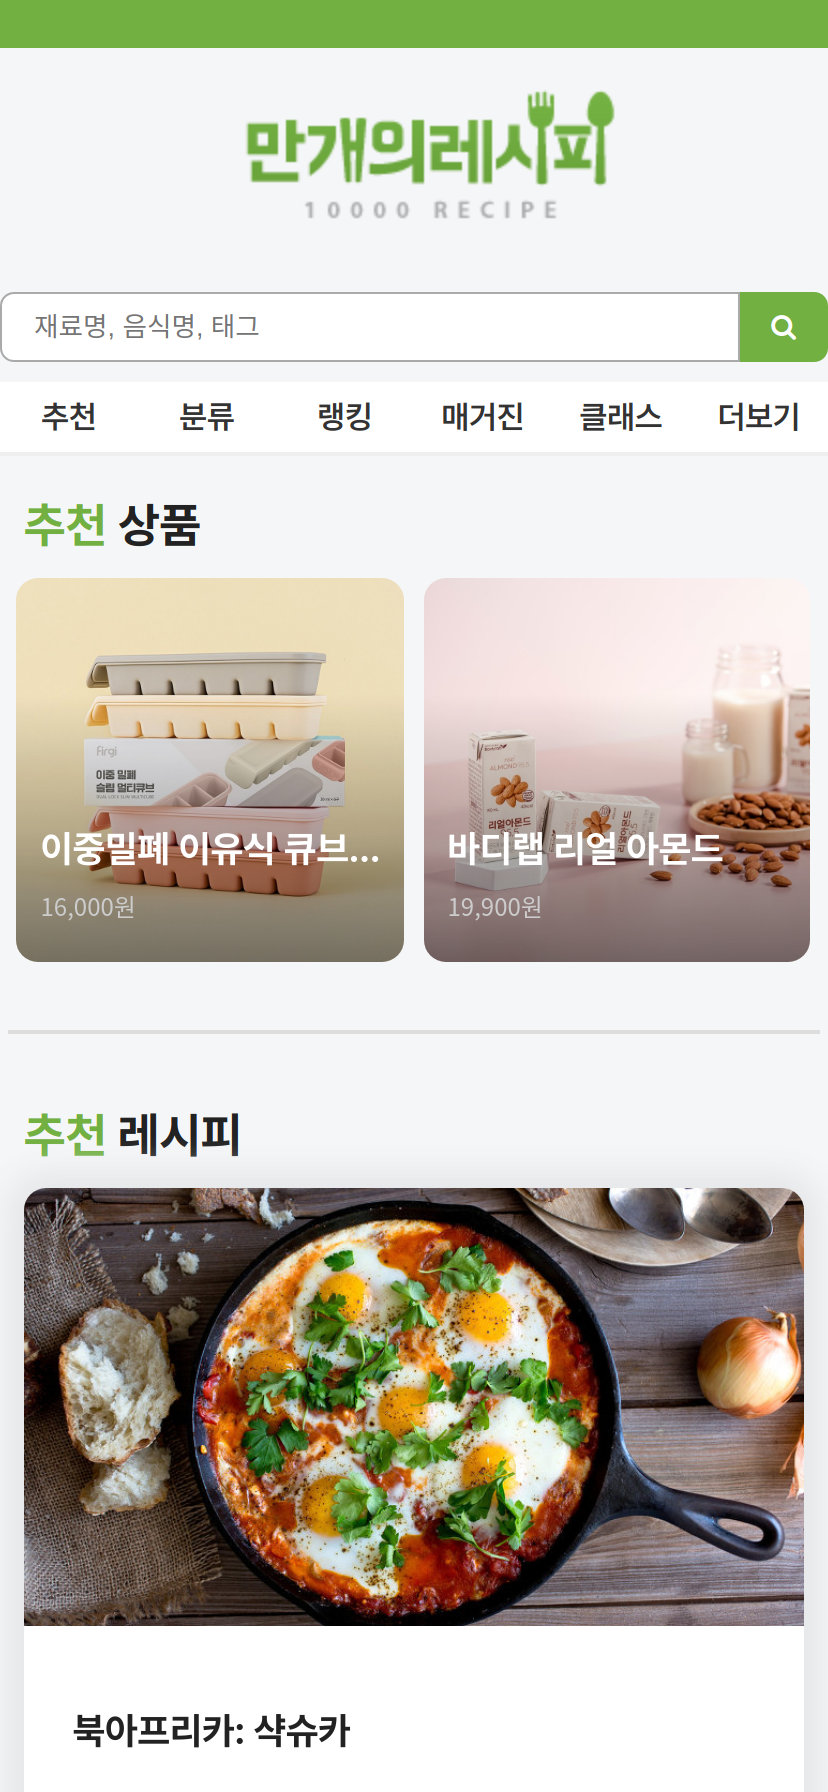 만개의레시피
10000 RECIPE
재료명, 음식명, 태그
추천 분류 랭킹 매거진 클래스 더보기
추천 상품
firgi
이중 밀폐
슬림 멀티큐브
ALMOND
리얼아몬드
이중밀폐 이유식 큐브...
16,000원
바디랩 리얼 아몬드
19,900원
추천 레시피
북아프리카: 샥슈카